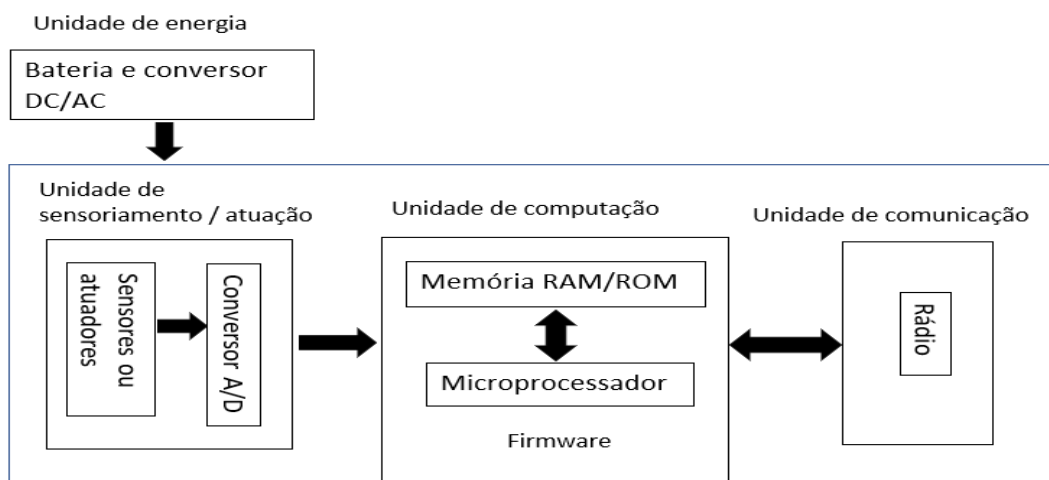 Unidade de energia
Bateria e conversor
DC/AC
Unidade de
sensoriamento / atuação
Sensores ou
atuadores
Conversor A/D
Unidade de computação
Memória RAM/ROM
Microprocessador
Firmware
Unidade de comunicação
Rádio